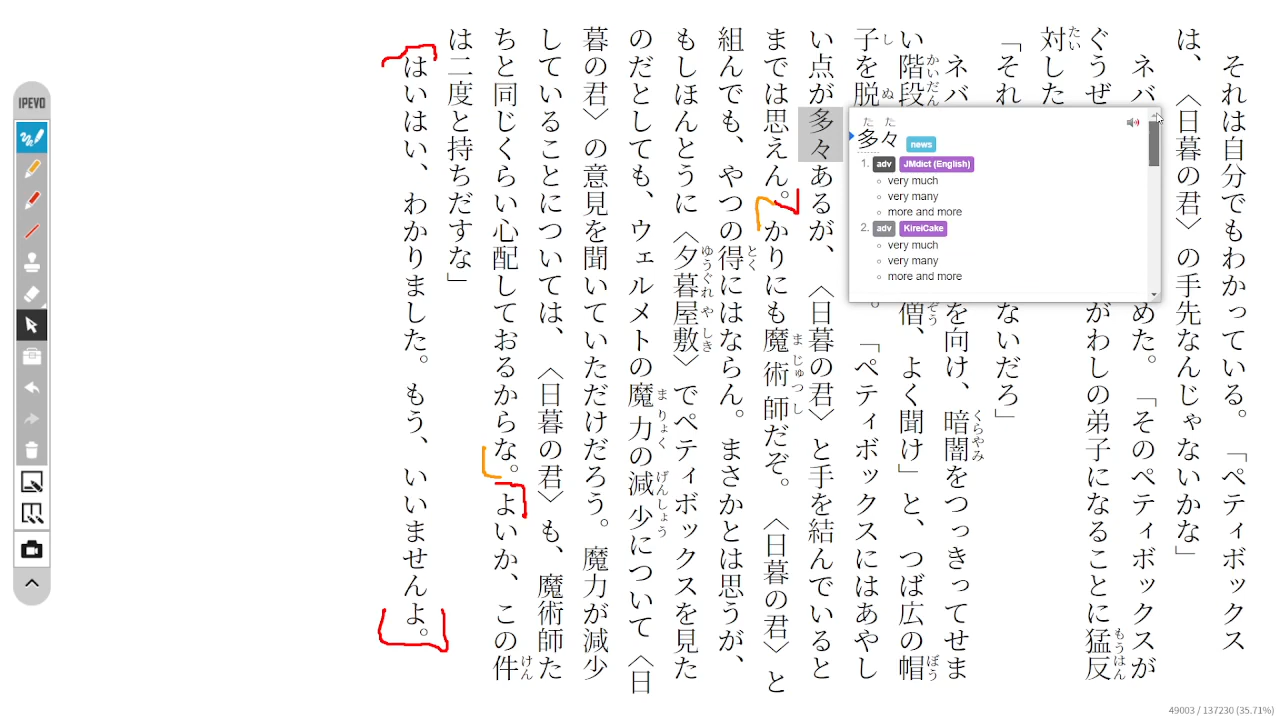 それは自分でもわかっている。「ペティボックス
は、〈日暮の君〉の手先なんじゃないかな」
ネバ めた。「そのペティボックスが
ぐうぜ がわしの弟子になることに猛反
対した
「それ ないだろ」
ネバ を向け、暗闇をつっきってせま
い階段 僧、よく聞け」と、つば広の帽
子を脱 。「ペティボックスにはあやし
い点が多々あるが、〈日暮の君〉と手を結んでいると
までは思えん。かりにも魔術師だぞ。〈日暮の君〉と
組んでも、やつの得にはならん。まさかとは思うが、
もしほんとうに〈夕暮屋敷〉でペティボックスを見た
のだとしても、ウェルメトの魔力の減少について〈日
暮の君〉の意見を聞いていただけだろう。魔力が減少
していることについては、〈日暮の君〉も、魔術師た
ちと同じくらい心配しておるからな。よいか、この件
は二度と持ちだすな」
はいはい、わかりました。もう、いいませんよ。
多々 news
1. adv JMdict (English)
very much
very many
more and more
2. adv KireiCake
very much
very many
more and more
IPEVO
49003 / 137230 (35.71%)